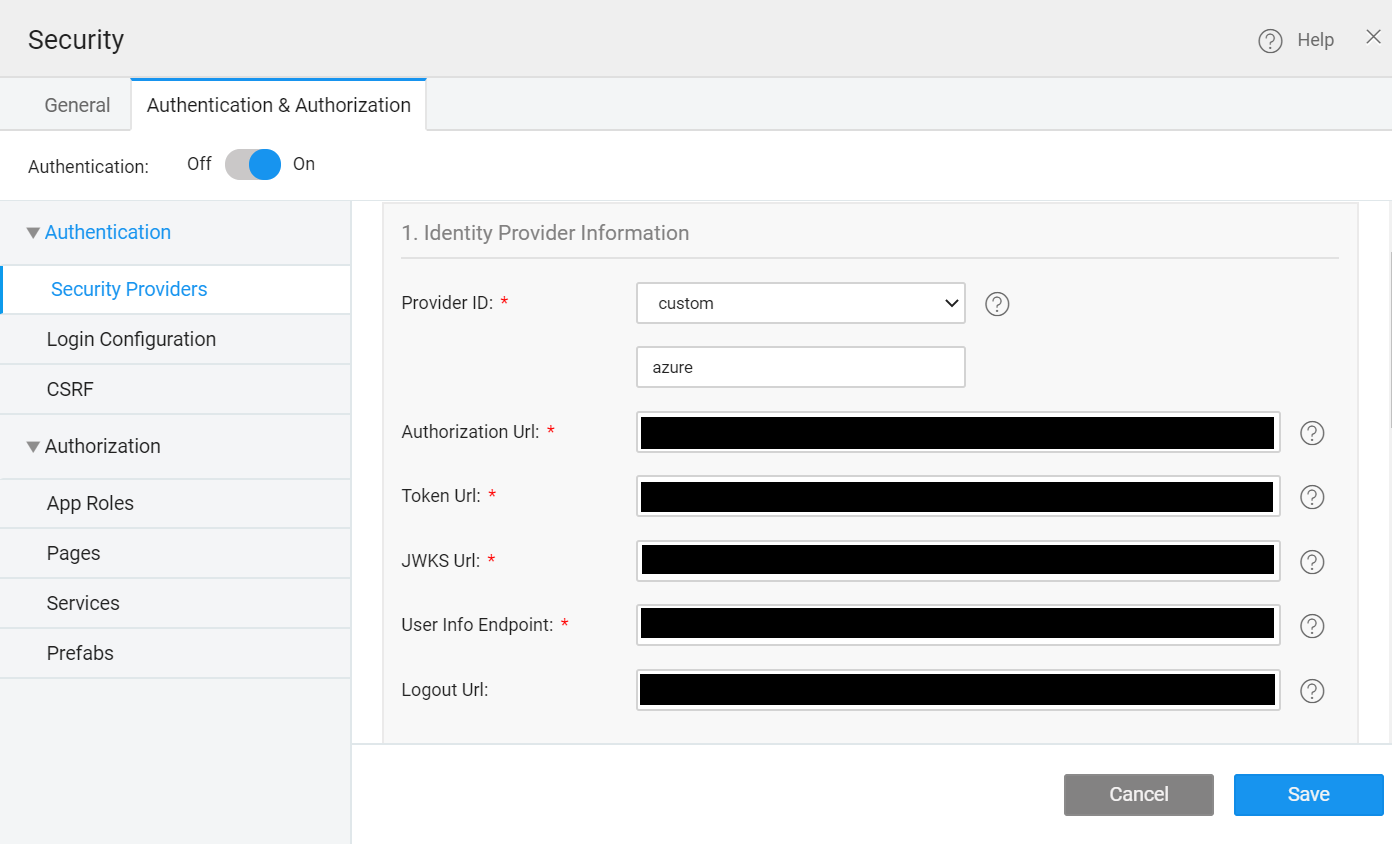 Security
Help
General
Authentication & Authorization
Authentication:
Off
On
Authentication
Security Providers
Login Configuration
CSRF
Authorization
App Roles
Pages
Services
Prefabs
1. Identity Provider Information
Provider ID: *
custom
azure
Authorization Url: *
Token Url: *
JWKS Url: *
User Info Endpoint: *
Logout Url:
Cancel
Save